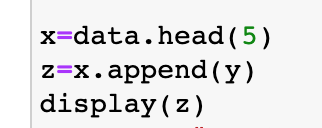 x=data.head(5)
z=x.append(y)
display(z)